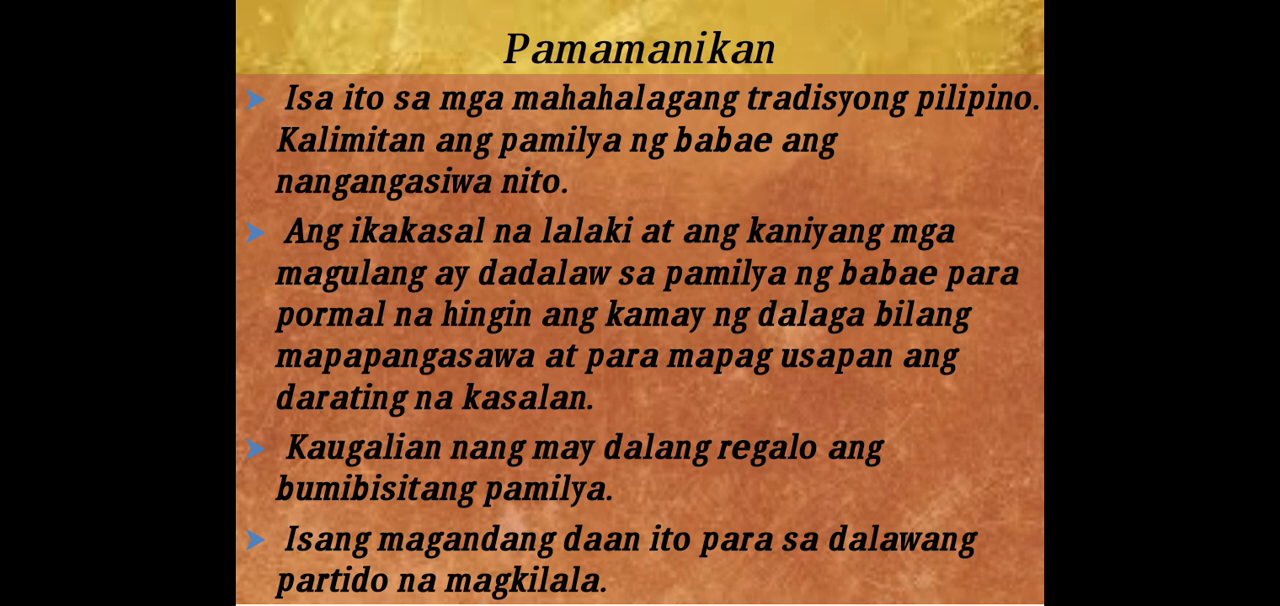 Pamamanikan
Isa ito sa mga mahahalagang tradisyong pilipino.
Kalimitan ang pamilya ng babae ang
nangangasiwa nito.
Ang ikakasal na lalaki at ang kaniyang mga
magulang ay dadalaw sa pamilya ng babae para
pormal na hingin ang kamay ng dalaga bilang
mapapangasawa at para mapag usapan ang
darating na kasalan.
Kaugalian nang may dalang regalo ang
bumibisitang pamilya.
Isang magandang daan ito para sa dalawang
partido na magkilala.